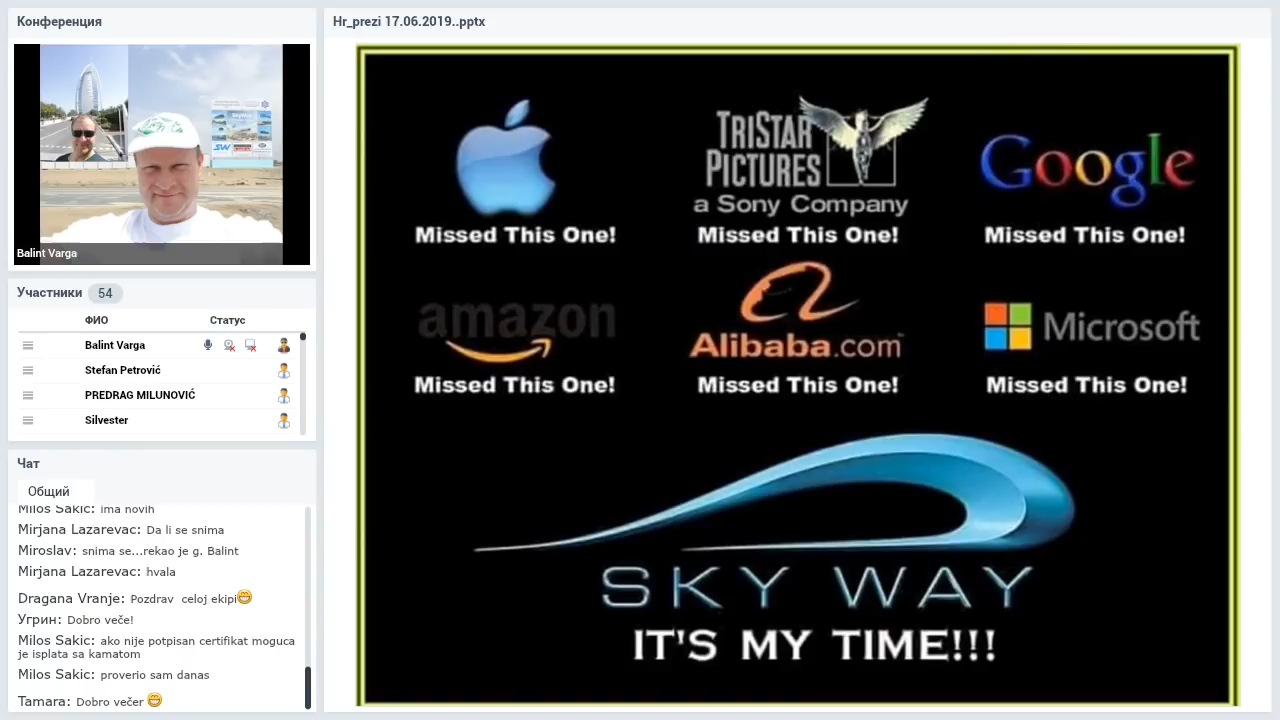 Конференция
Balint Varga
Участники 54
ФИО Статус
Balint Varga
Stefan Petrović
PREDRAG MILUNOVIĆ
Silvester
Чат
Общий
Milos Sakic: ima novih
Mirjana Lazarevac: Da li se snima
Miroslav: snima se...rekao je g. Balint
Mirjana Lazarevac: hvala
Dragana Vranje: Pozdrav celoj ekipi
Угрин: Dobro veče!
Milos Sakic: ako nije potpisan certifikat moguca
je isplata sa kamatom
Milos Sakic: proverio sam danas
Tamara: Dobro večer
Hr_prezi 17.06.2019..pptx
TRISTAR
PICTURES
a Sony Company
Google
Missed This One! Missed This One! Missed This One!
amazon
Alibaba.com
Microsoft
Missed This One! Missed This One! Missed This One!
SKY WAY
IT'S MY TIME!!!